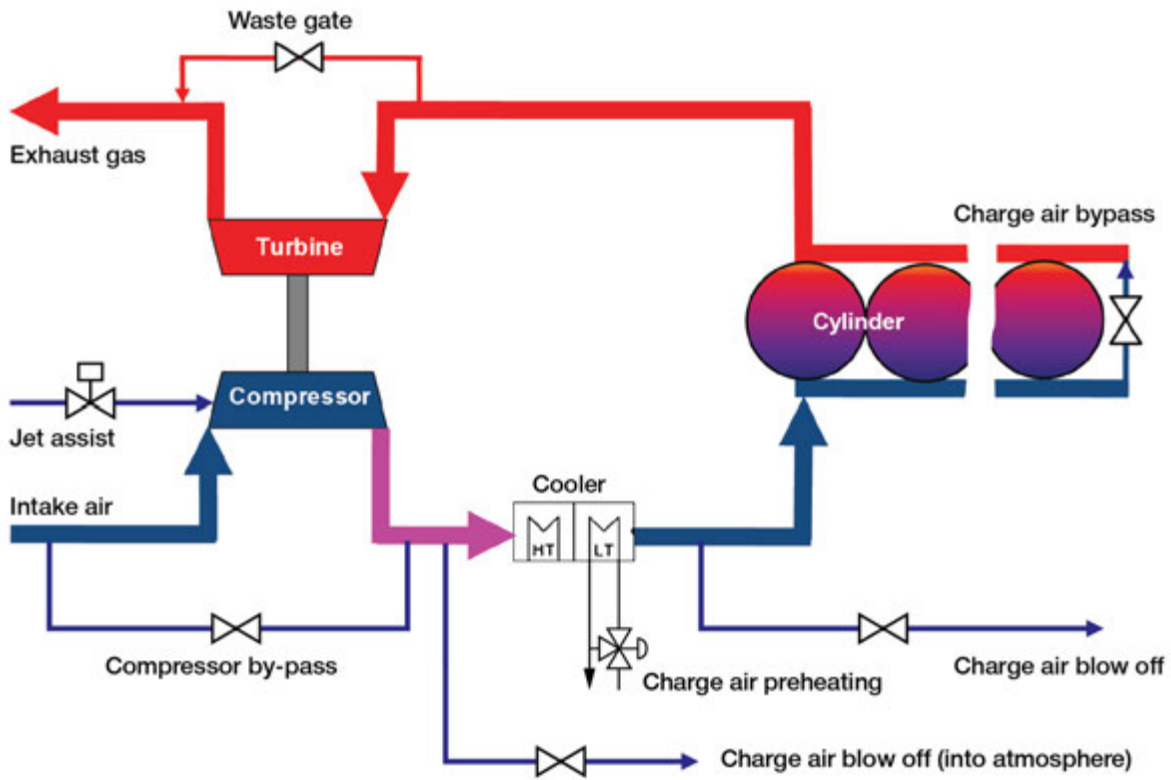 Waste gate
Exhaust gas
Turbine
Charge air bypass
Cylinder
Compressor
Jet assist
Intake air
Cooler
HT
LT
Compressor by-pass
Charge air preheating
Charge air blow off
Charge air blow off (into atmosphere)